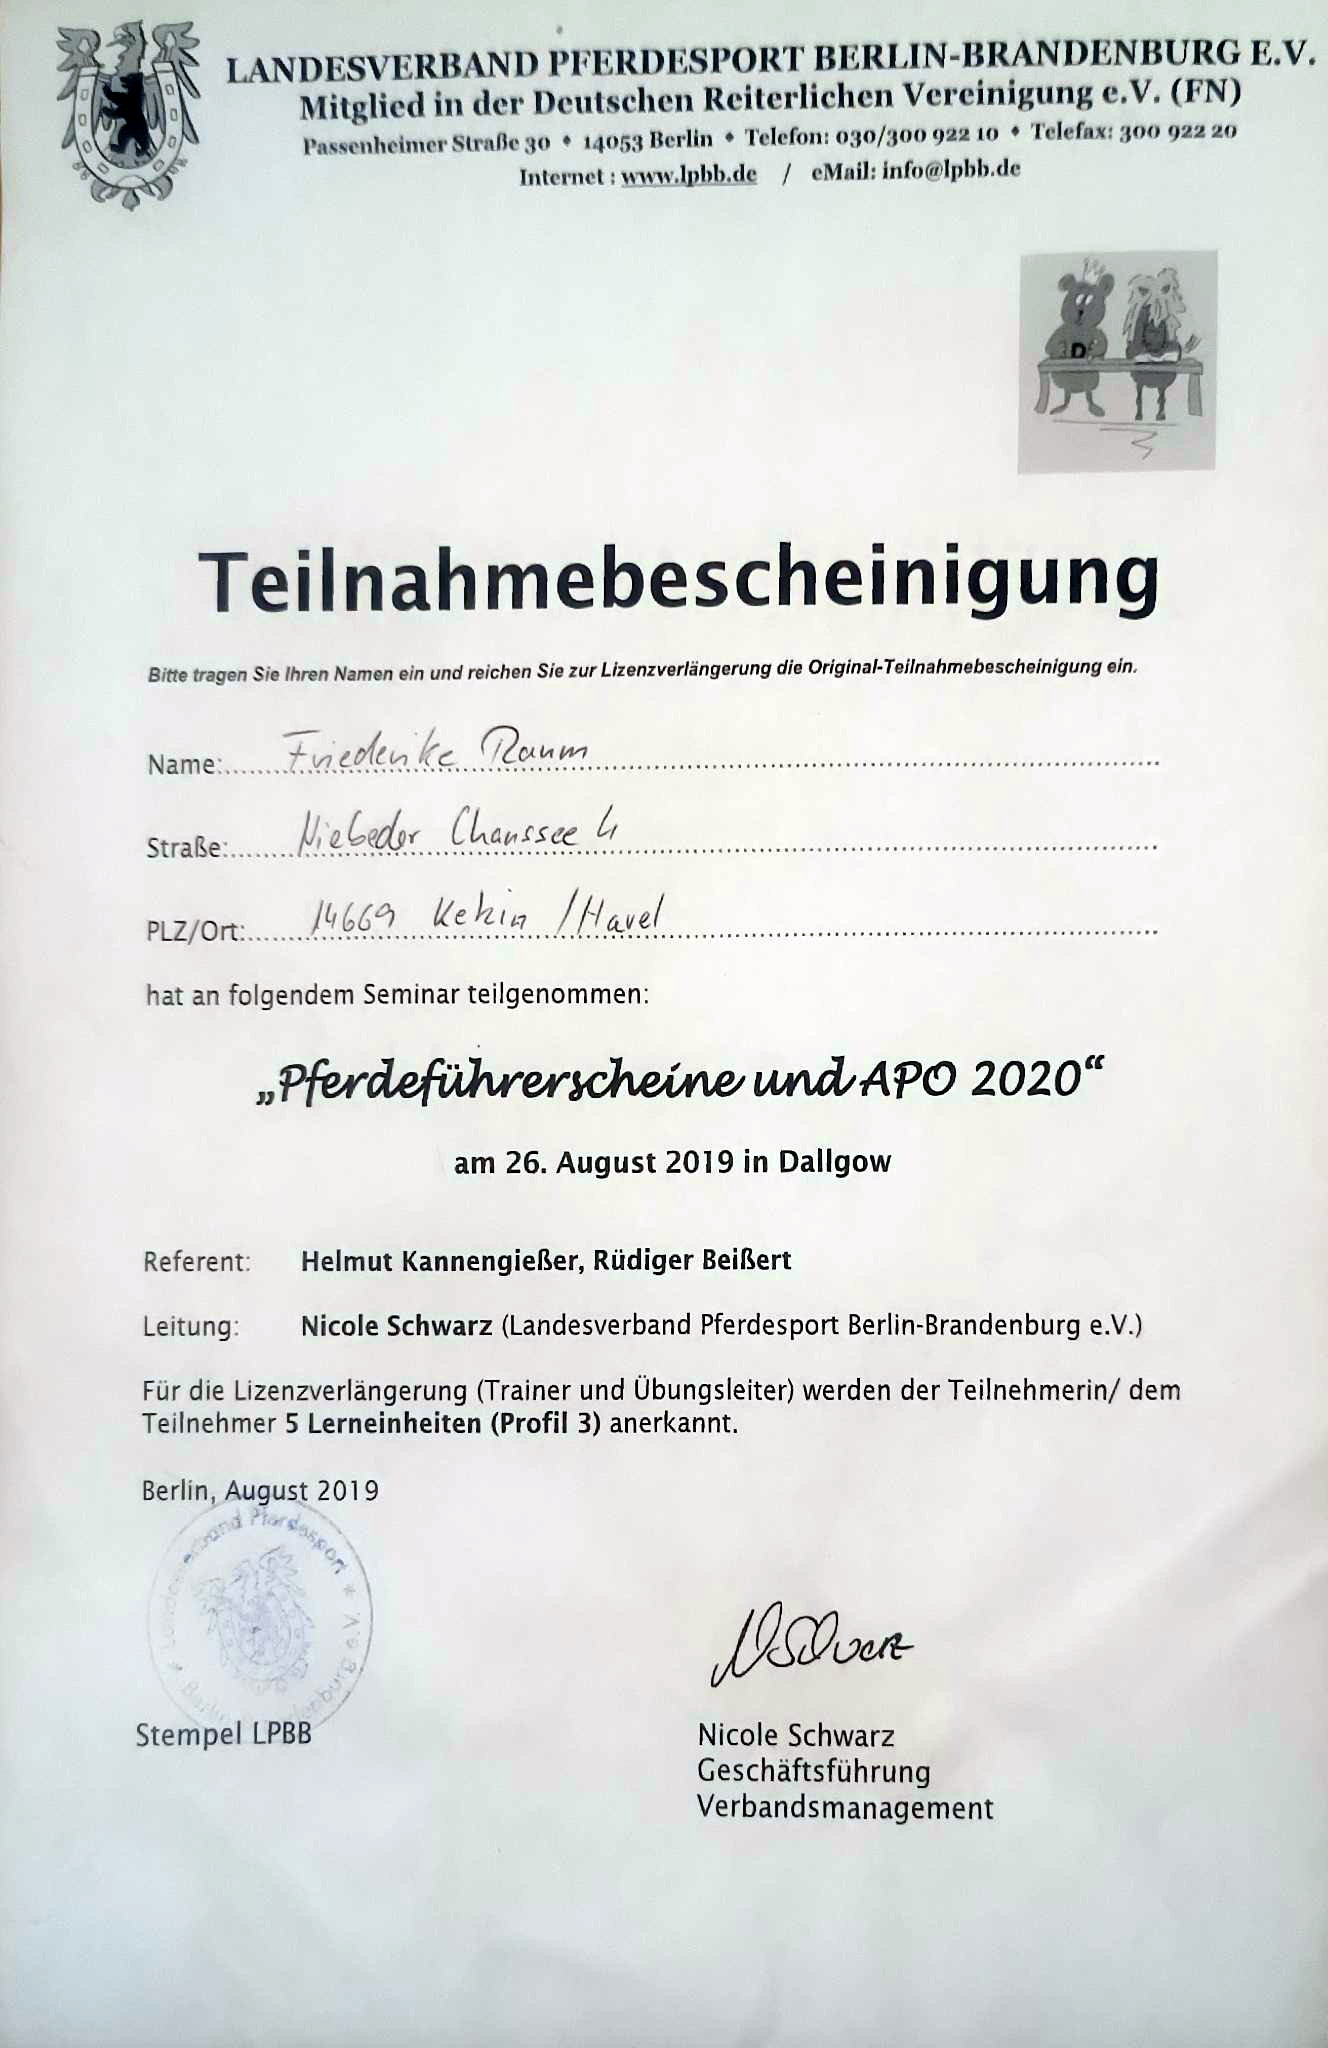 LANDESVERBAND PFERDESPORT BERLIN-BRANDENBURG E.V.
Mitglied in der Deutschen Reiterlichen Vereinigung e.V. (FN)
Passenheimer Straße 30 • 14053 Berlin • Telefon: 030/300 922 10 • Telefax: 300 922 20
Internet : www.lpbb.de / eMail: info@lpbb.de
D
Teilnahmebescheinigung
Bitte tragen Sie Ihren Namen ein und reichen Sie zur Lizenzverlängerung die Original-Teilnahmebescheinigung ein.
Name: Friederike Raum
Straße: Niebeder Chaussee 4
PLZ/Ort: 14669 Ketzin /Havel
hat an folgendem Seminar teilgenommen:
„Pferdeführerscheine und APO 2020“
am 26. August 2019 in Dallgow
Referent: Helmut Kannengießer, Rüdiger Beißert
Leitung: Nicole Schwarz (Landesverband Pferdesport Berlin-Brandenburg e.V.)
Für die Lizenzverlängerung (Trainer und Übungsleiter) werden der Teilnehmerin/ dem
Teilnehmer 5 Lerneinheiten (Profil 3) anerkannt.
Berlin, August 2019
Landesverband Pferdesport * Berlin-Brandenburg e.V. *
NSchwarz
Stempel LPBB
Nicole Schwarz
Geschäftsführung
Verbandsmanagement